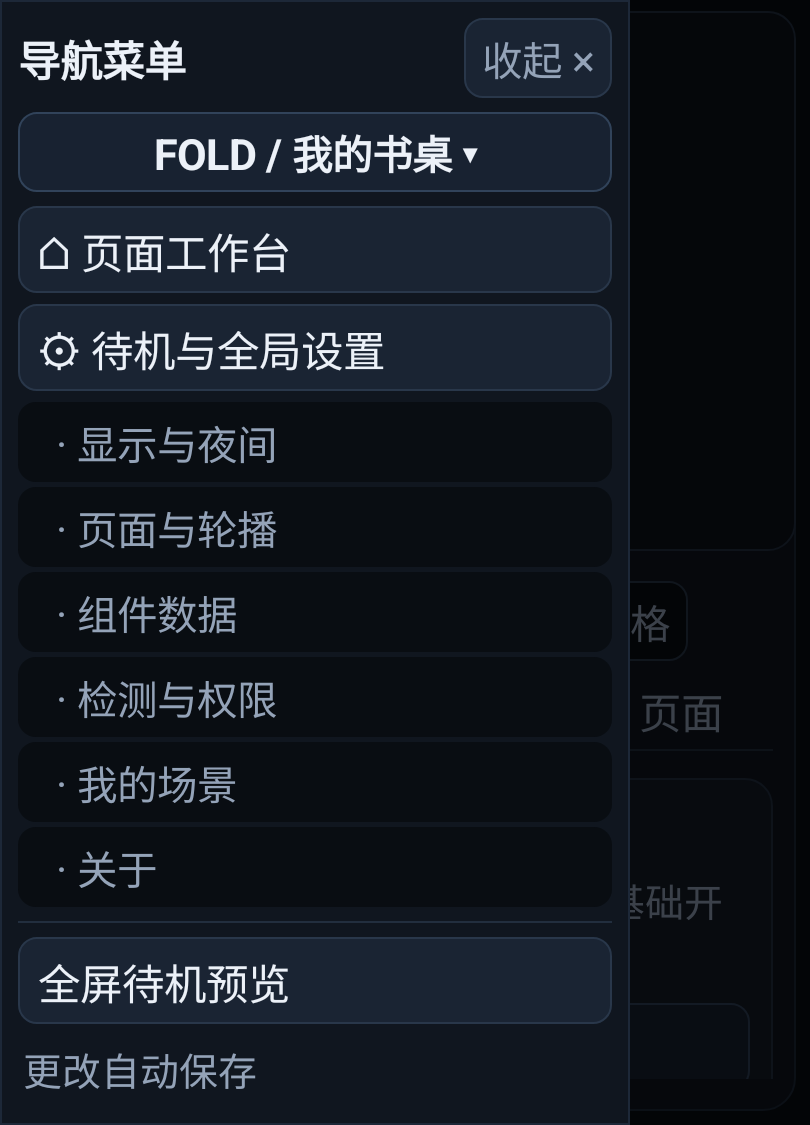 导航菜单
收起 ×
FOLD / 我的书桌 ▾
⌂ 页面工作台
⚙ 待机与全局设置
· 显示与夜间
· 页面与轮播
· 组件数据
· 检测与权限
· 我的场景
· 关于
全屏待机预览
更改自动保存
格
页面
基础开